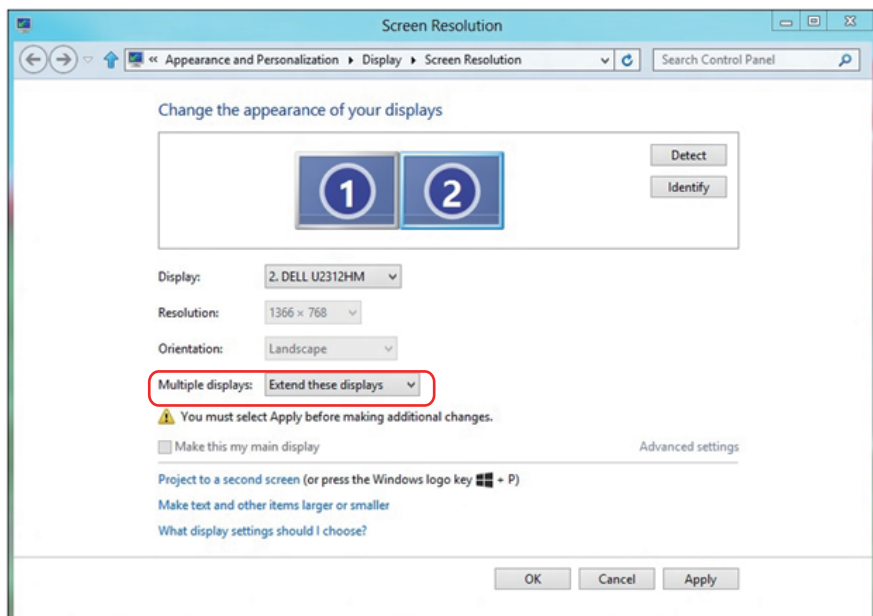 Screen Resolution
« Appearance and Personalization ▸ Display ▸ Screen Resolution
Search Control Panel
Change the appearance of your displays
1 2
Detect
Identify
Display: 2. DELL U2312HM
Resolution: 1366 × 768
Orientation: Landscape
Multiple displays: Extend these displays
You must select Apply before making additional changes.
Make this my main display
Advanced settings
Project to a second screen (or press the Windows logo key + P)
Make text and other items larger or smaller
What display settings should I choose?
OK Cancel Apply